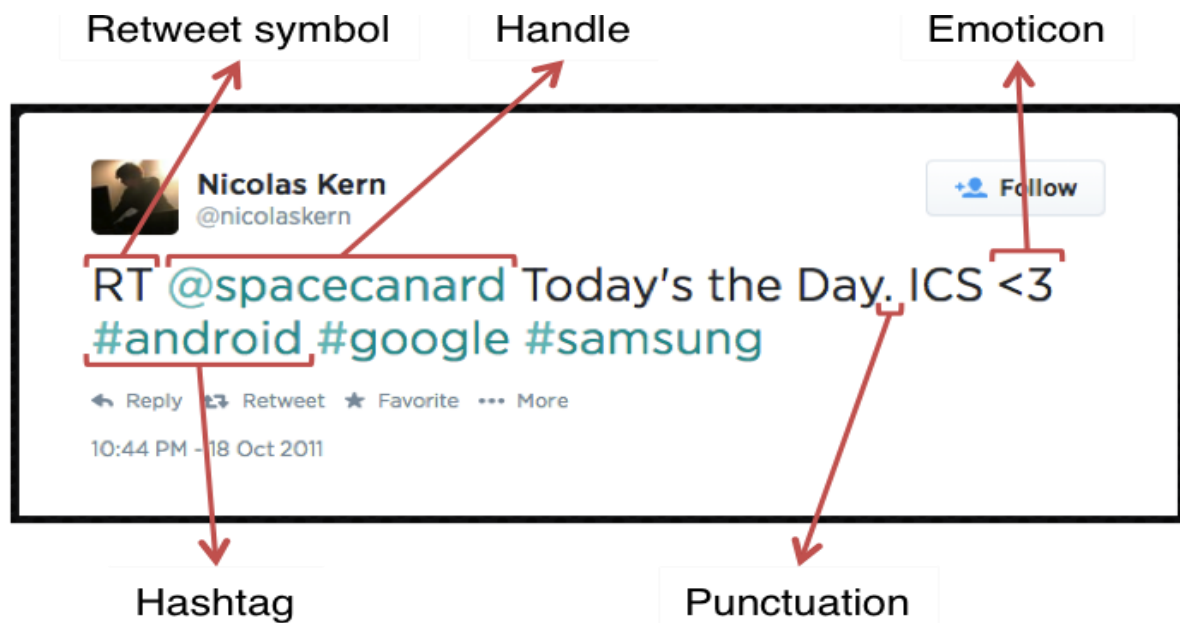 Retweet symbol Handle Emoticon
Nicolas Kern
@nicolaskern
Follow
RT @spacecanard Today's the Day. ICS <3
#android #google #samsung
Reply Retweet Favorite More
10:44 PM - 18 Oct 2011
Hashtag Punctuation